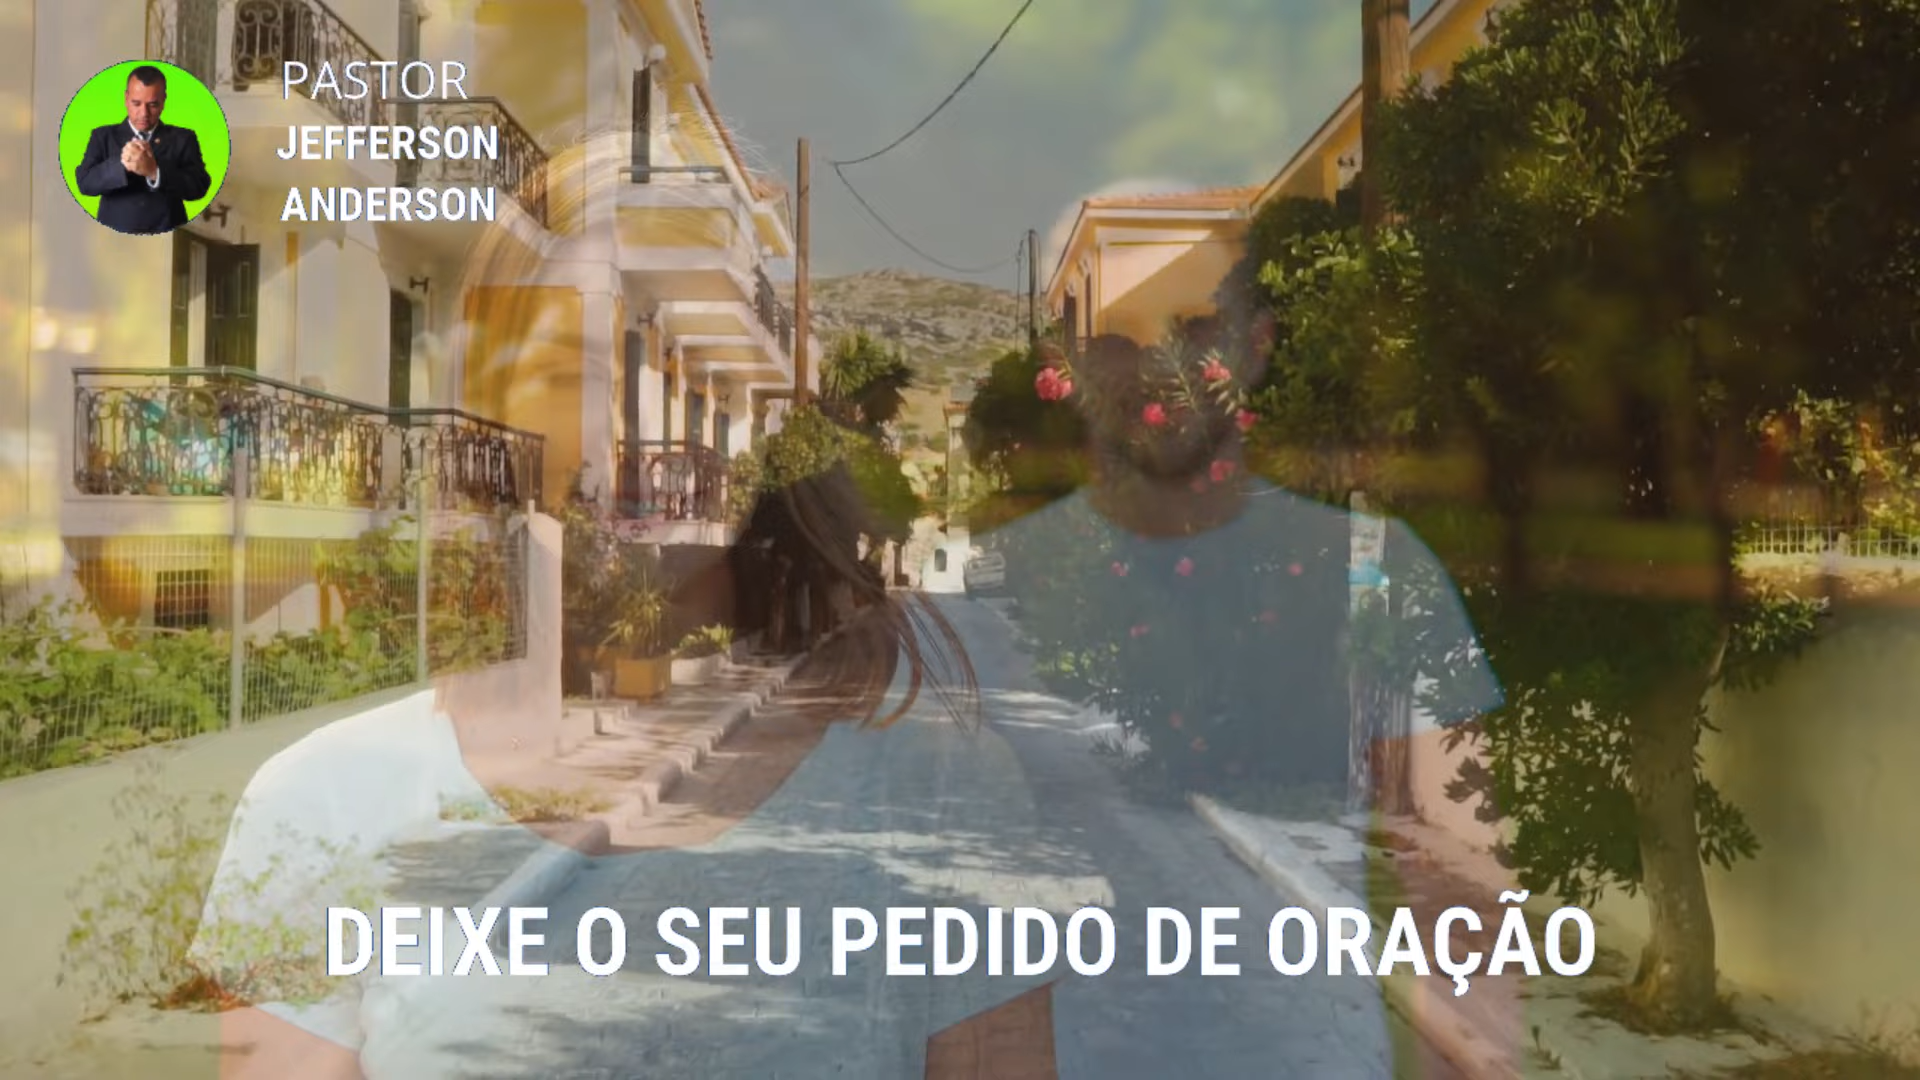 PASTOR
JEFFERSON
ANDERSON
DEIXE O SEU PEDIDO DE ORAÇÃO